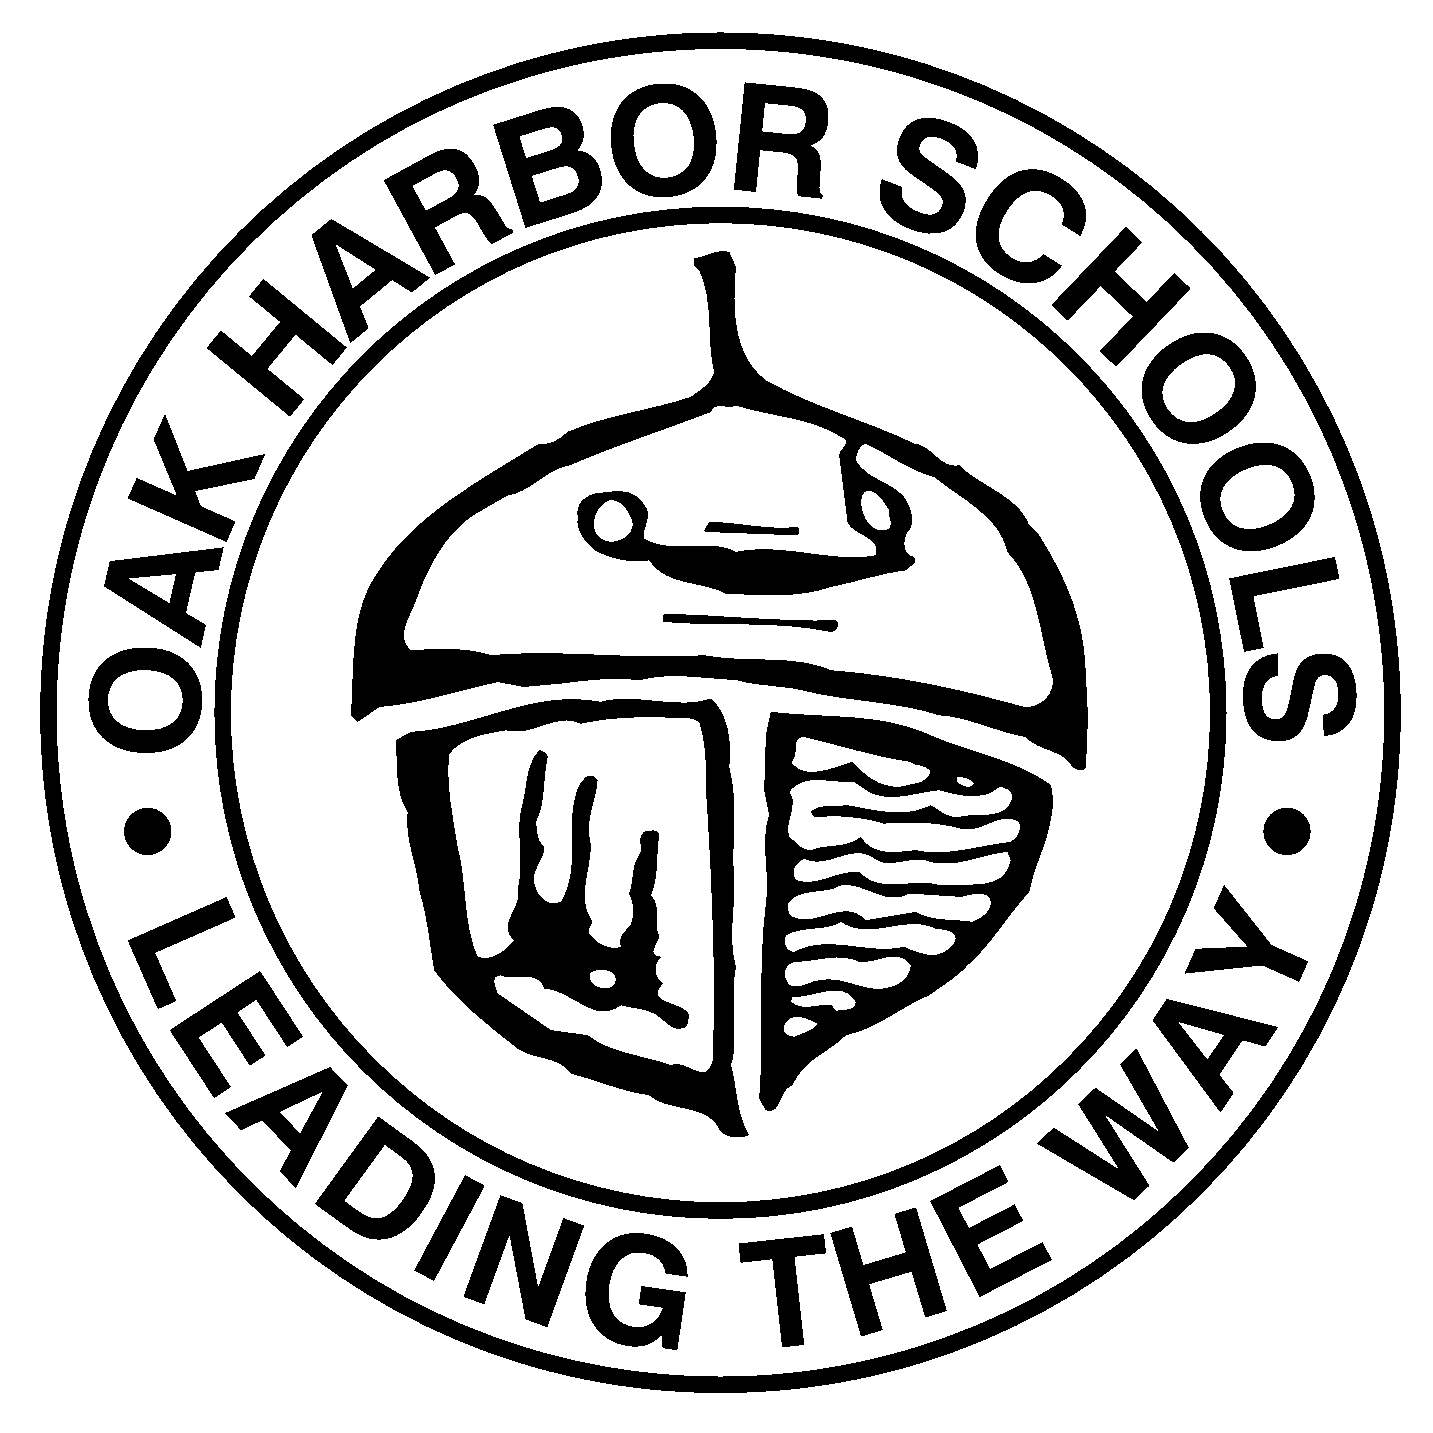 OAK HARBOR SCHOOLS
• LEADING THE WAY •